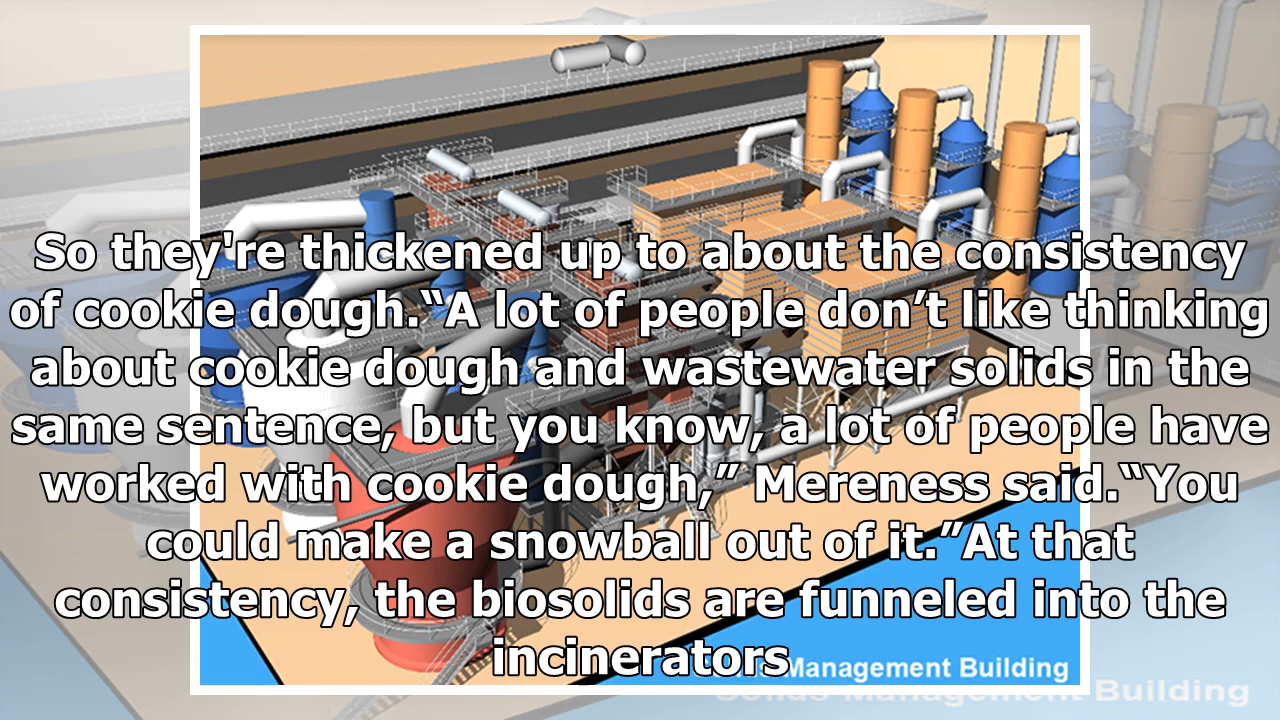 So they're thickened up to about the consistency
of cookie dough.“A lot of people don’t like thinking
about cookie dough and wastewater solids in the
same sentence, but you know, a lot of people have
worked with cookie dough,” Mereness said.“You
could make a snowball out of it.”At that
consistency, the biosolids are funneled into the
incinerators
Management Building
Management Building